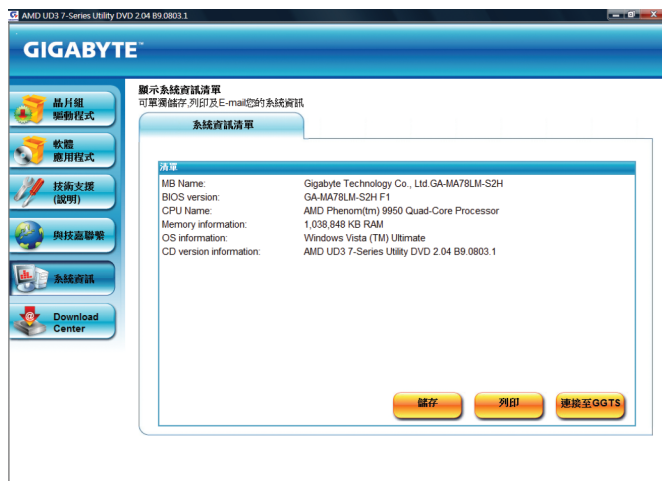 AMD UD3 7-Series Utility DVD 2.04 B9.0803.1
GIGABYTE™
顯示系統資訊清單
可單獨儲存,列印及E-mail您的系統資訊
系統資訊清單
晶片組
驅動程式
軟體
應用程式
技術支援
(說明)
與技嘉聯繫
系統資訊
Download
Center
清單
MB Name: Gigabyte Technology Co., Ltd.GA-MA78LM-S2H
BIOS version: GA-MA78LM-S2H F1
CPU Name: AMD Phenom(tm) 9950 Quad-Core Processor
Memory information: 1,038,848 KB RAM
OS information: Windows Vista (TM) Ultimate
CD version information: AMD UD3 7-Series Utility DVD 2.04 B9.0803.1
儲存 列印 連接至GGTS